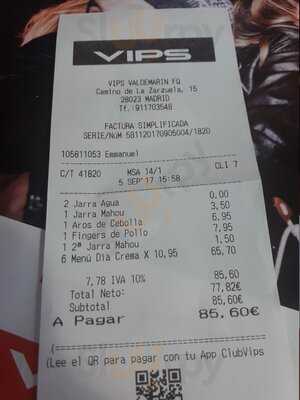 VIPS
VIPS VALDEMARIN FQ
Camino de La Zarzuela, 15
28023 MADRID
Tf.:911703548
FACTURA SIMPLIFICADA
SERIE/NÚM 581120170905004/1820
105811053 Emmanuel
C/T 41820 MSA 14/1 CLI 7
5 SEP'17 15:58
2 Jarra Agua 0,00
1 Jarra Mahou 3,50
1 Aros de Cebolla 6,95
1 Fingers de Pollo 7,95
1 2ª Jarra Mahou 1,50
6 Menú Dia Crema X 10,95 65,70
7,78 IVA 10% 85,60
Total Neto: 77,82€
Subtotal 85,60€
A Pagar 85,60€
(Lee el QR para pagar con tu App ClubVips